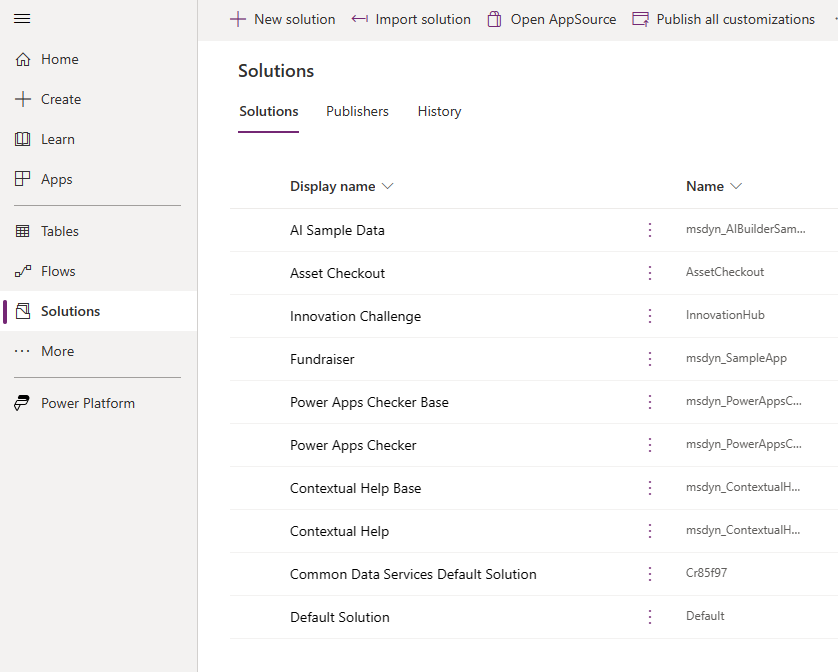 New solution Import solution Open AppSource Publish all customizations
Home
Create
Learn
Apps
Tables
Flows
Solutions
More
Power Platform
Solutions
Solutions Publishers History
Display name Name
AI Sample Data msdyn_AIBuilderSam...
Asset Checkout AssetCheckout
Innovation Challenge InnovationHub
Fundraiser msdyn_SampleApp
Power Apps Checker Base msdyn_PowerAppsC...
Power Apps Checker msdyn_PowerAppsC...
Contextual Help Base msdyn_ContextualH...
Contextual Help msdyn_ContextualH...
Common Data Services Default Solution Cr85f97
Default Solution Default